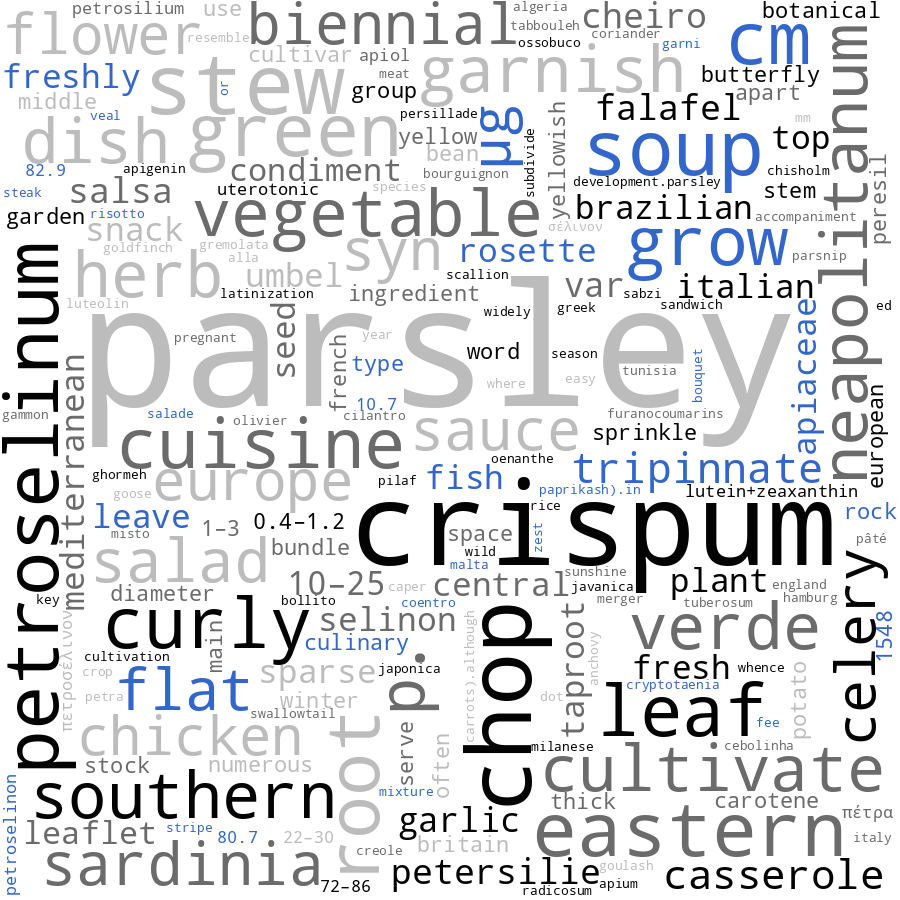 petrosilium
use
biennial
algeria
cheiro
botanical
flower
resemble
tabbouleh
coriander
cm
ossobuco
garni
cultivar
apiol
freshly
stew
or
meat
garnish
butterfly
neapolitanum
group
apart
middle
veal
persillade
falafel
mm
dish
green
yellow
μg
subdivide
yellowish
soup
top
bean
82.9
apigenin
condiment
bourguignon
chisholm
peresil
steak
salsa
uterotonic
species
development.parsley
stem
garden
risotto
vegetable
brazilian
accompaniment
snack
σέλινον
goldfinch
gremolata
alla
syn
rosette
grow
parsnip
herb
umbel
scallion
latinization
ingredient
var
sabzi
italian
luteolin
parsley
widely
greek
sandwich
apiaceae
ed
petroselinum
seed
pregnant
year
french
word
season
type
tunisia
bouquet
mediterranean
where
easy
european
gammon
salade
10.7
cilantro
olivier
furanocoumarins
cuisine
sauce
sprinkle
oenanthe
ghormeh
tripinnate
goose
europe
pilaf
fish
paprikash).in
lutein+zeaxanthin
leave
1–3
0.4–1.2
crispum
rice
rock
misto
space
zest
bundle
wild
pâté
salad
malta
sunshine
10–25
caper
central
javanica
plant
england
key
diameter
bollito
coentro
merger
tuberosum
hamburg
celery
πετροσέλινον
curly
selinon
carrots).although
chop
taproot
verde
1548
main
culinary
anchovy
cultivation
crop
sparse
japonica
fresh
whence
potato
petra
flat
winter
p.
dot
cryptotaenia
leaf
swallowtail
fee
chicken
root
serve
often
milanese
cebolinha
stock
numerous
cultivate
petroselinon
southern
mixture
thick
carotene
garlic
πέτρα
leaflet
stripe
80.7
22–30
eastern
italy
creole
britain
sardinia
petersilie
goulash
casserole
72–86
radicosum
apium